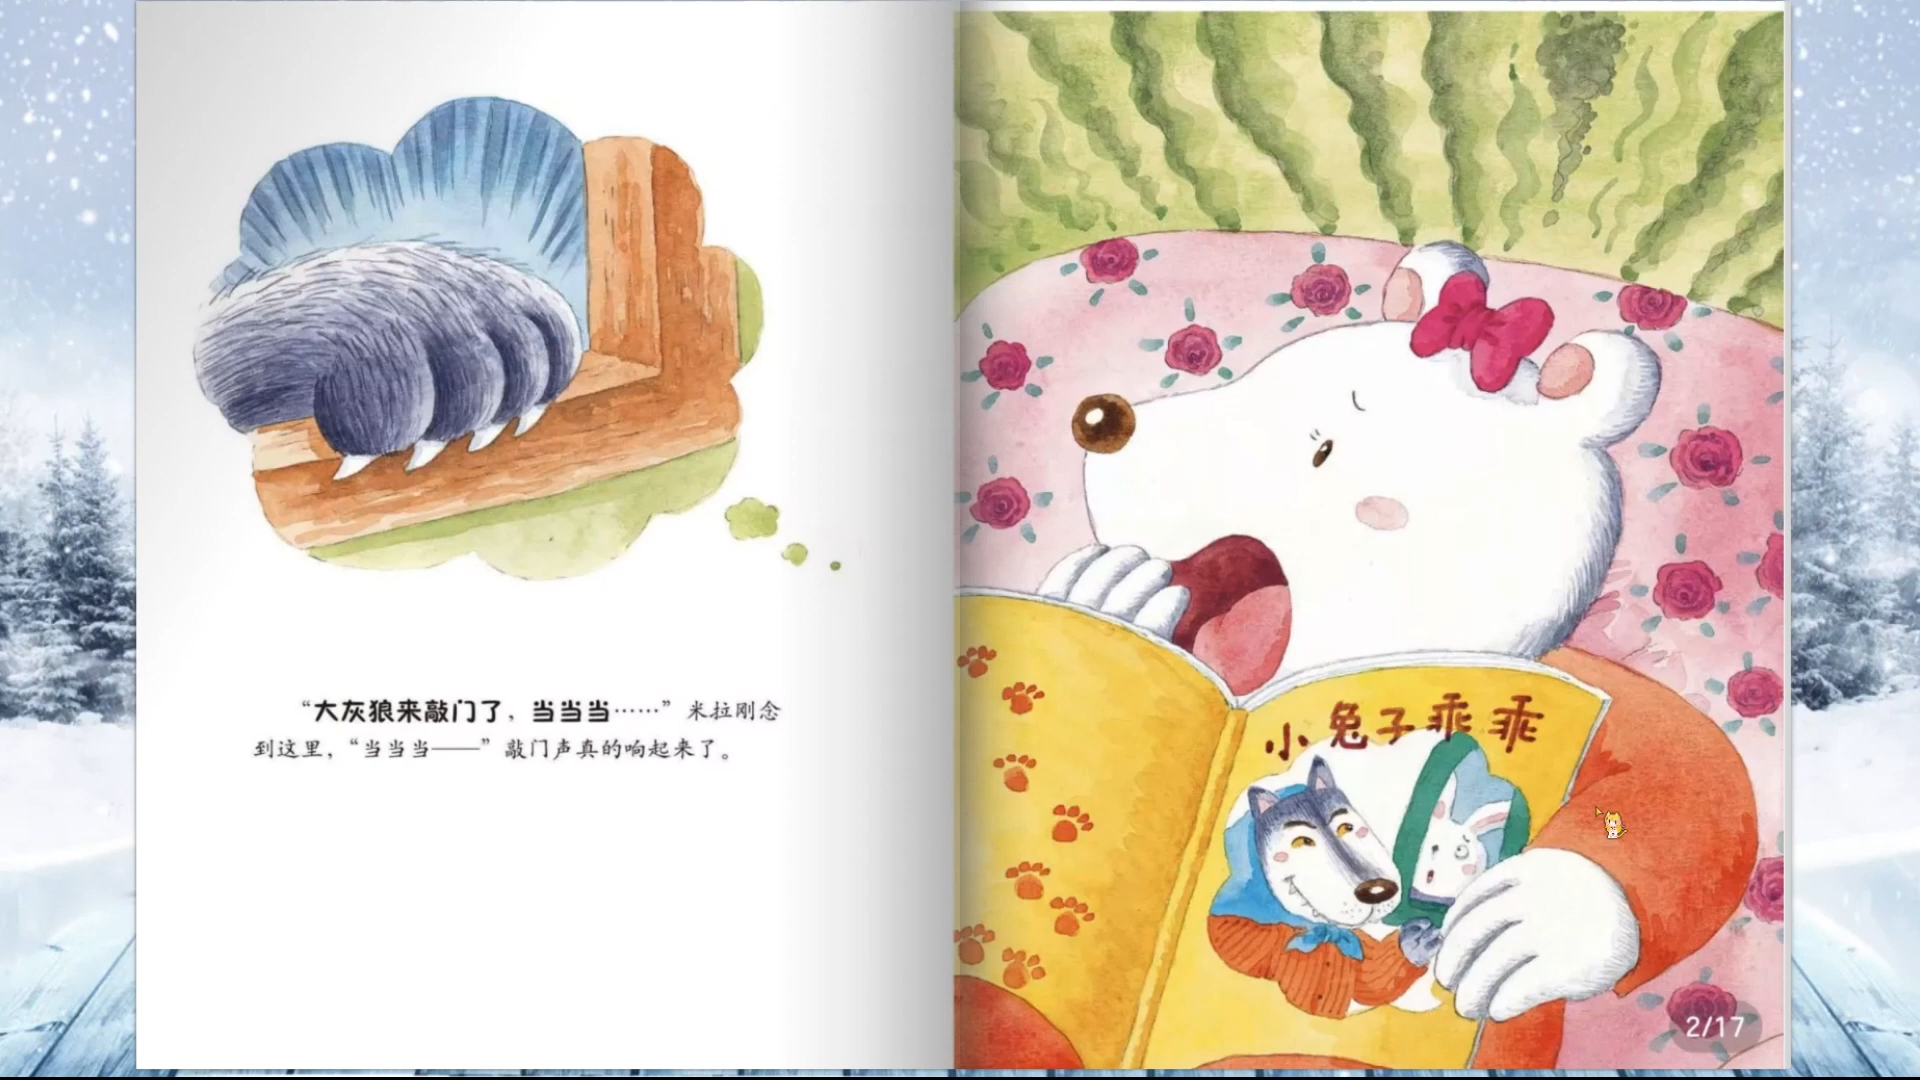 “大灰狼来敲门了，当当当……”米拉刚念
到这里，“当当当——”敲门声真的响起来了。
小兔子乖乖
2/17